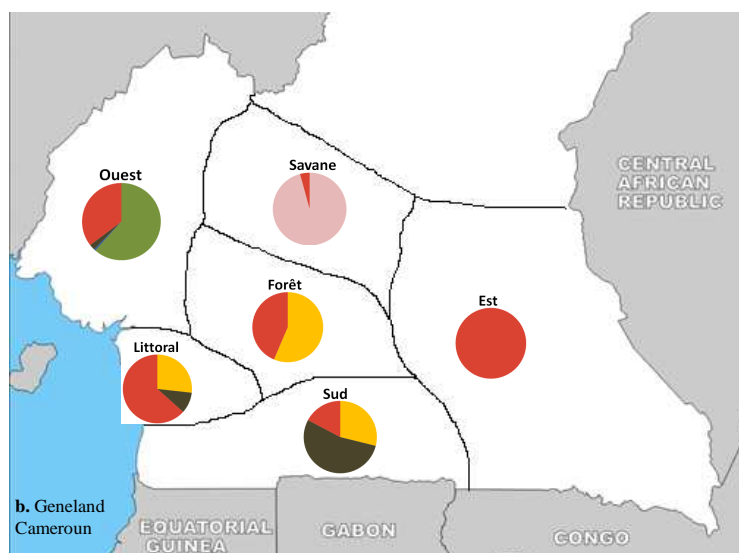 Ouest
Savane
CENTRAL
AFRICAN
REPUBLIC
Forêt
Est
Littoral
Sud
b. Geneland
Cameroun
EQUATORIAL
GUINEA
GABON
CONGO